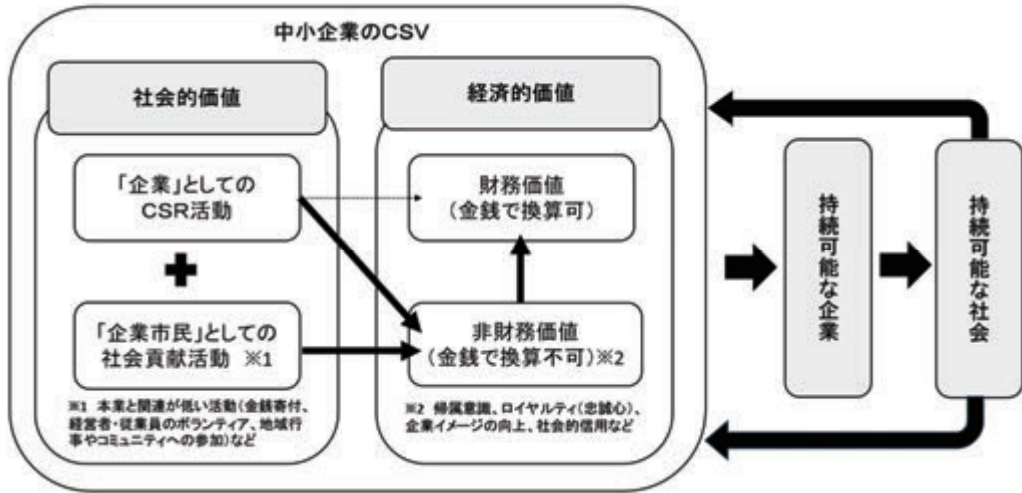 中小企業のCSV
社会的価値
「企業」としての
CSR活動
「企業市民」としての
社会貢献活動 ※1
※1 本業と関連が低い活動(金銭寄付、
経営者・従業員のボランティア、地域行
事やコミュニティへの参加)など
経済的価値
財務価値
(金銭で換算可)
非財務価値
(金銭で換算不可)※2
※2 帰属意識、ロイヤルティ(忠誠心)、
企業イメージの向上、社会的信用など
持続可能な企業
持続可能な社会